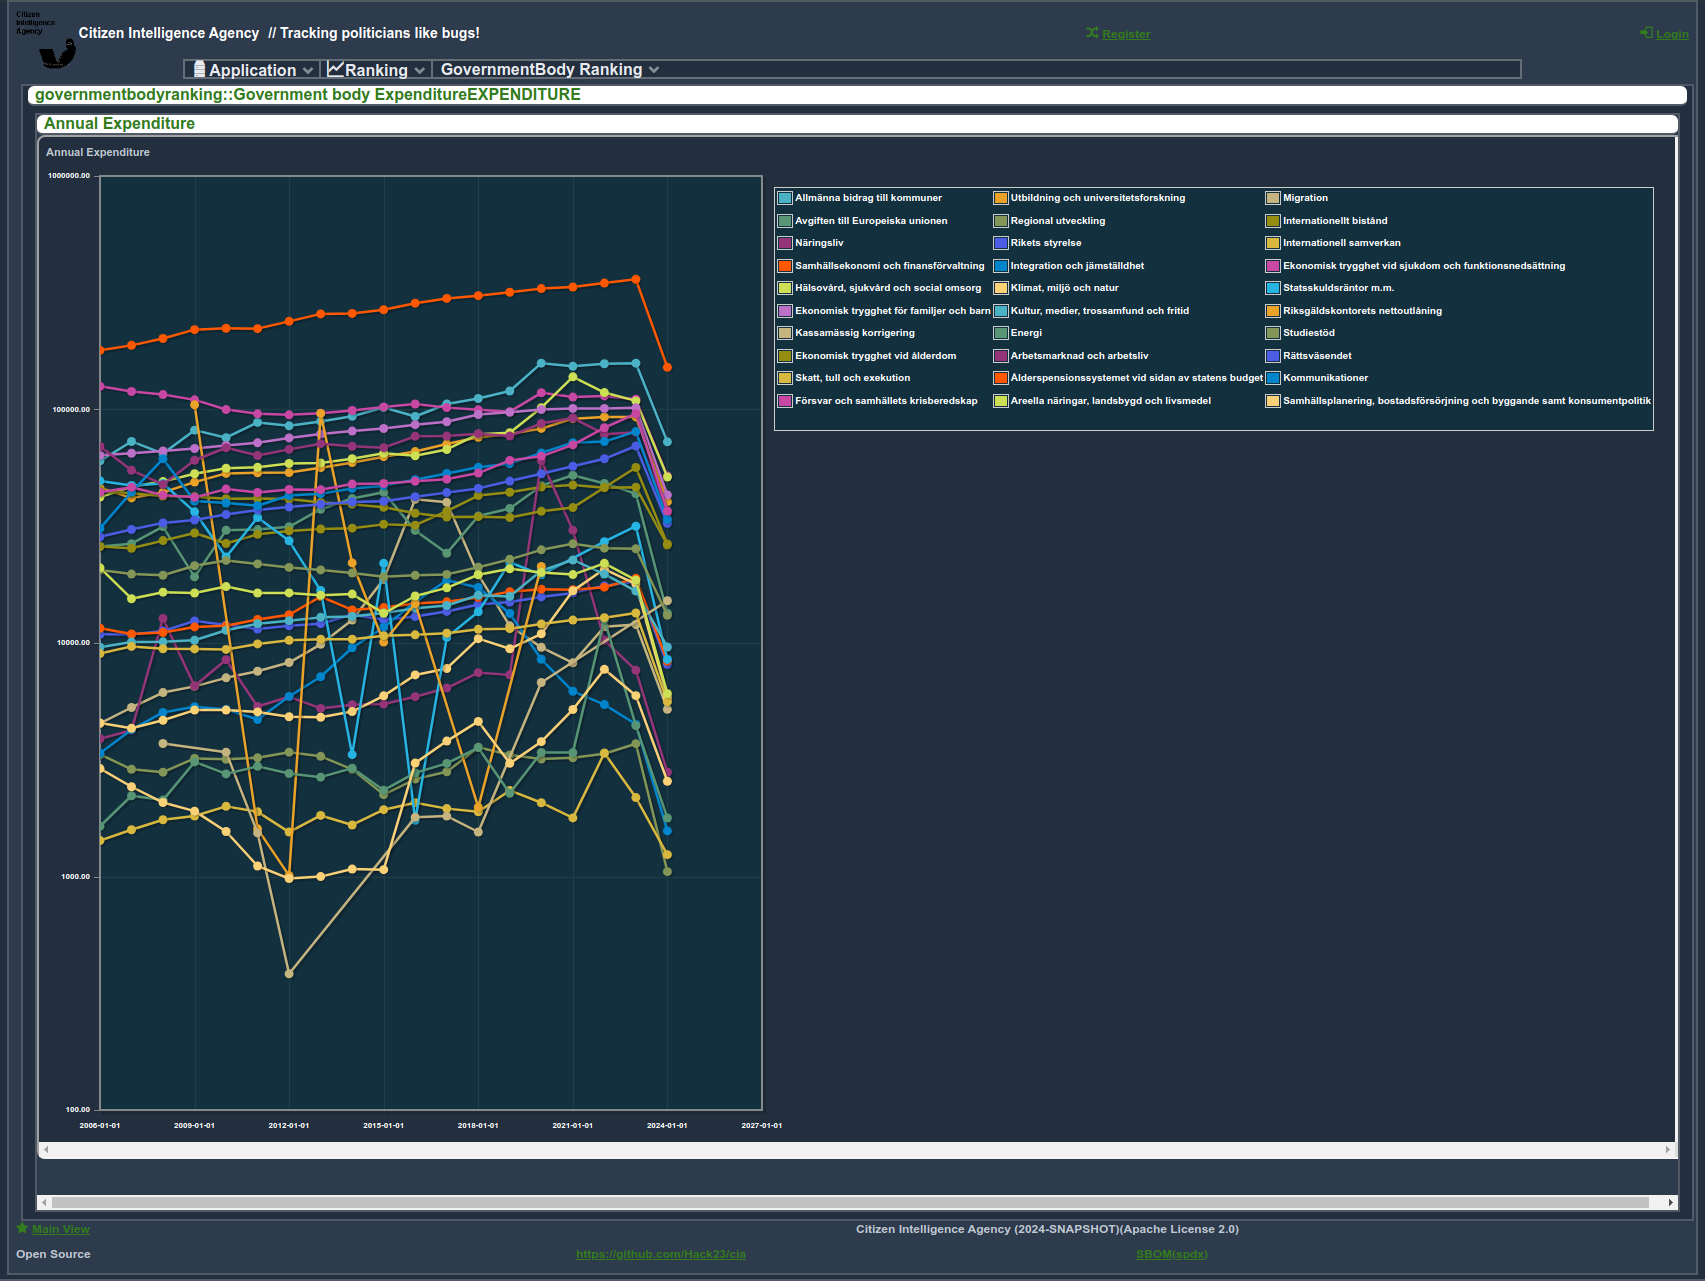 Citizen
Intelligence
Agency
Citizen Intelligence Agency // Tracking politicians like bugs!
Register
Login
Application
Ranking
GovernmentBody Ranking
governmentbodyranking::Government body ExpenditureEXPENDITURE
Annual Expenditure
Annual Expenditure
1000000.00
100000.00
10000.00
1000.00
100.00
2006-01-01 2009-01-01 2012-01-01 2015-01-01 2018-01-01 2021-01-01 2024-01-01 2027-01-01
Allmänna bidrag till kommuner Utbildning och universitetsforskning Migration
Avgiften till Europeiska unionen Regional utveckling Internationellt bistånd
Näringsliv Rikets styrelse Internationell samverkan
Samhällsekonomi och finansförvaltning Integration och jämställdhet Ekonomisk trygghet vid sjukdom och funktionsnedsättning
Hälsovård, sjukvård och social omsorg Klimat, miljö och natur Statsskuldsräntor m.m.
Ekonomisk trygghet för familjer och barn Kultur, medier, trossamfund och fritid Riksgäldskontorets nettoutlåning
Kassamässig korrigering Energi Studiestöd
Ekonomisk trygghet vid ålderdom Arbetsmarknad och arbetsliv Rättsväsendet
Skatt, tull och exekution Ålderspensionssystemet vid sidan av statens budget Kommunikationer
Försvar och samhällets krisberedskap Areella näringar, landsbygd och livsmedel Samhällsplanering, bostadsförsörjning och byggande samt konsumentpolitik
Main View
Citizen Intelligence Agency (2024-SNAPSHOT)(Apache License 2.0)
Open Source
https://github.com/Hack23/cia
SBOM(spdx)